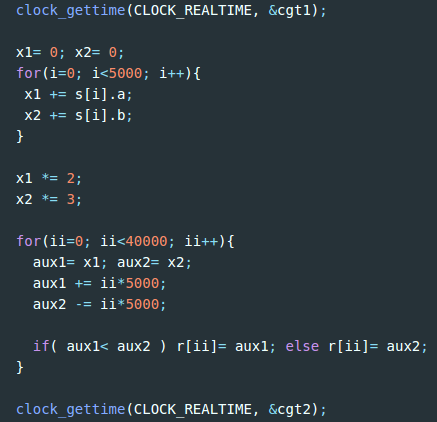 clock_gettime(CLOCK_REALTIME, &cgt1);
x1= 0; x2= 0;
for(i=0; i<5000; i++){
x1 += s[i].a;
x2 += s[i].b;
}
x1 *= 2;
x2 *= 3;
for(ii=0; ii<40000; ii++){
aux1= x1; aux2= x2;
aux1 += ii*5000;
aux2 -= ii*5000;
if( aux1< aux2 ) r[ii]= aux1; else r[ii]= aux2;
}
clock_gettime(CLOCK_REALTIME, &cgt2);